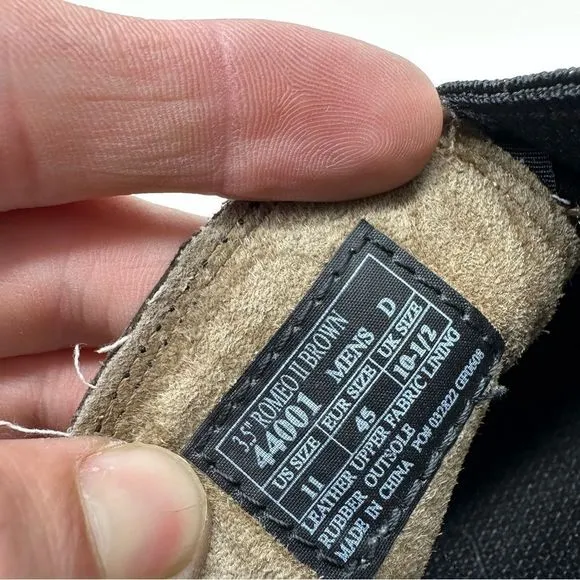 3.5" ROMEO II BROWN
44001 MENS D
US SIZE EUR SIZE UK SIZE
11 45 10-1/2
LEATHER UPPER FABRIC LINING
RUBBER OUTSOLE
MADE IN CHINA PO# 032822 GF0608